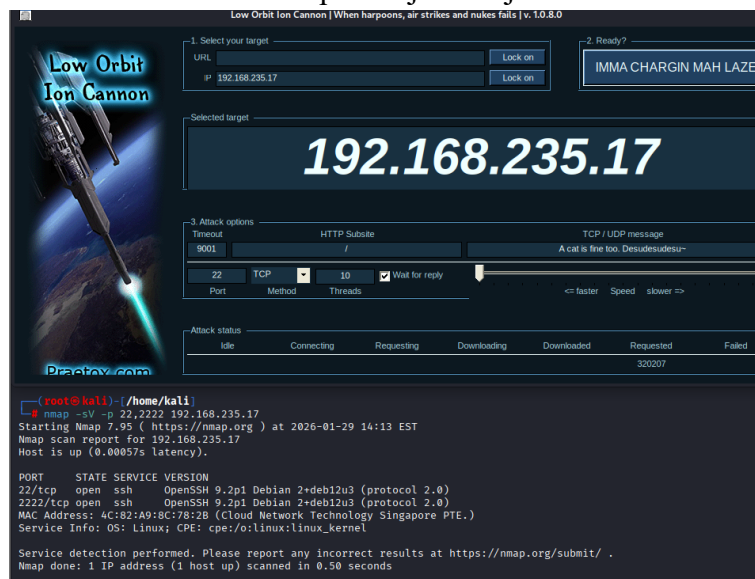 Low Orbit Ion Cannon | When harpoons, air strikes and nukes fails | v. 1.0.8.0
Low Orbit
Ion Cannon
Praetox.com
1. Select your target
URL
Lock on
IP 192.168.235.17
Lock on
2. Ready?
IMMA CHARGIN MAH LAZE
Selected target
192.168.235.17
3. Attack options
Timeout HTTP Subsite TCP / UDP message
9001 / A cat is fine too. Desudesudesu~
22 TCP 10 Wait for reply
Port Method Threads <= faster Speed slower =>
Attack status
Idle Connecting Requesting Downloading Downloaded Requested Failed
320207
┌──(root㉿kali)-[/home/kali]
└─# nmap -sV -p 22,2222 192.168.235.17
Starting Nmap 7.95 ( https://nmap.org ) at 2026-01-29 14:13 EST
Nmap scan report for 192.168.235.17
Host is up (0.00057s latency).
PORT STATE SERVICE VERSION
22/tcp open ssh OpenSSH 9.2p1 Debian 2+deb12u3 (protocol 2.0)
2222/tcp open ssh OpenSSH 9.2p1 Debian 2+deb12u3 (protocol 2.0)
MAC Address: 4C:82:A9:8C:78:2B (Cloud Network Technology Singapore PTE.)
Service Info: OS: Linux; CPE: cpe:/o:linux:linux_kernel
Service detection performed. Please report any incorrect results at https://nmap.org/submit/ .
Nmap done: 1 IP address (1 host up) scanned in 0.50 seconds